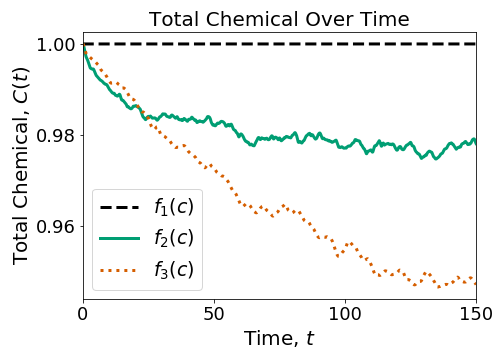 Total Chemical Over Time
Total Chemical, C(t)
1.00
0.98
0.96
f₁(c)
f₂(c)
f₃(c)
0 50 100 150
Time, t